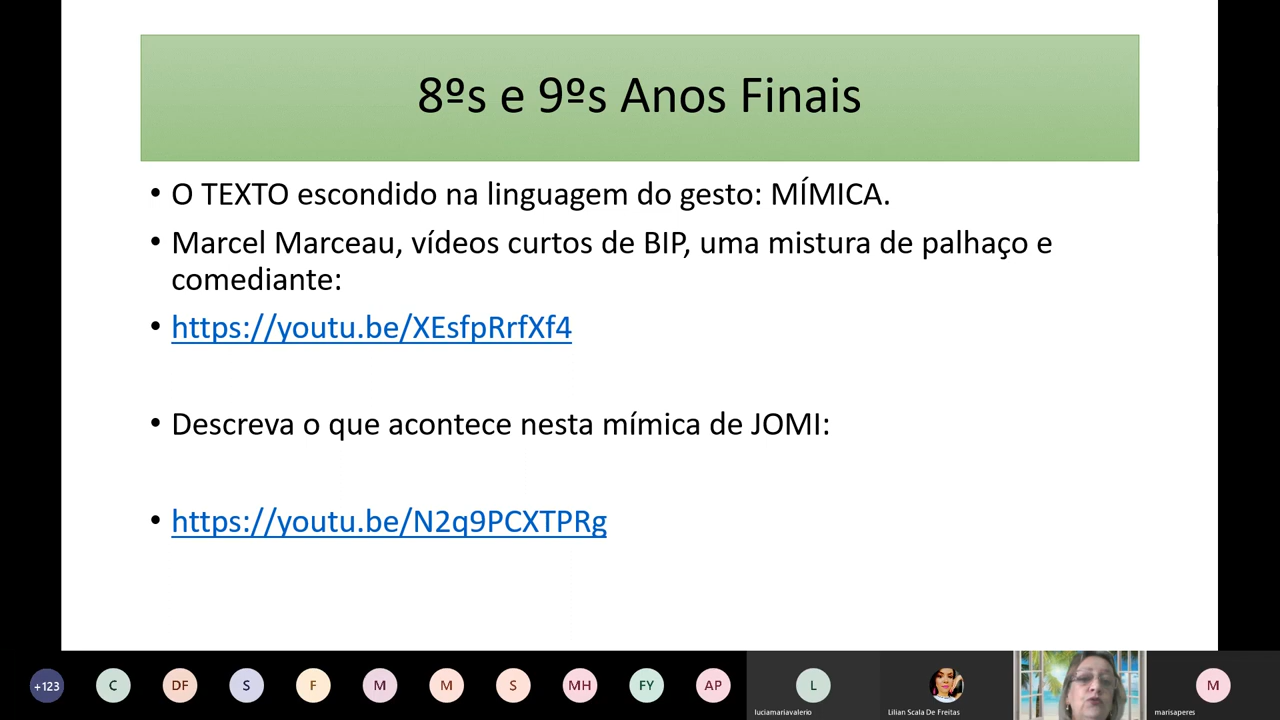 8ºs e 9ºs Anos Finais
• O TEXTO escondido na linguagem do gesto: MÍMICA.
• Marcel Marceau, vídeos curtos de BIP, uma mistura de palhaço e
comediante:
• https://youtu.be/XEsfpRrfXf4
• Descreva o que acontece nesta mímica de JOMI:
• https://youtu.be/N2q9PCXTPRg
+123 C DF S F M M S MH FY AP L M
luciamariavalerio Lilian Scala De Freitas marisaperes